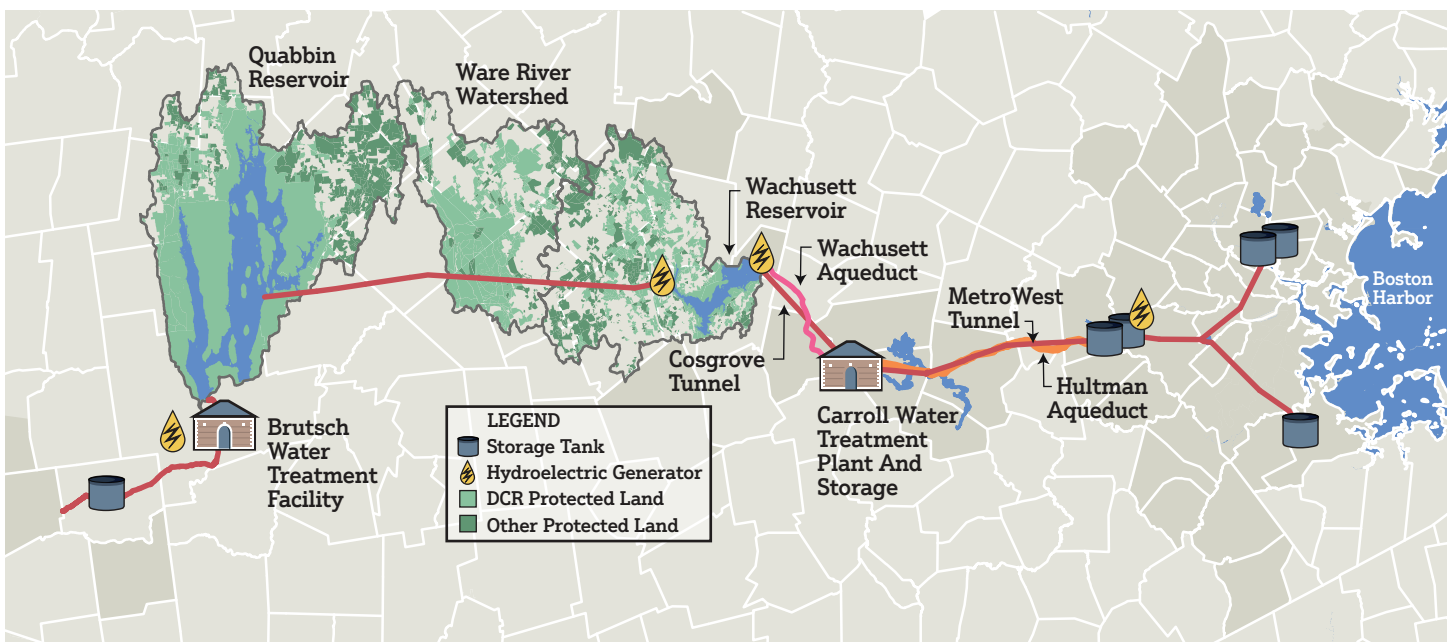 Quabbin
Reservoir
Ware River
Watershed
Wachusett
Reservoir
Wachusett
Aqueduct
MetroWest
Tunnel
Boston
Harbor
Cosgrove
Tunnel
Hultman
Aqueduct
Carroll Water
Treatment
Plant And
Storage
Brutsch
Water
Treatment
Facility
LEGEND
Storage Tank
Hydroelectric Generator
DCR Protected Land
Other Protected Land